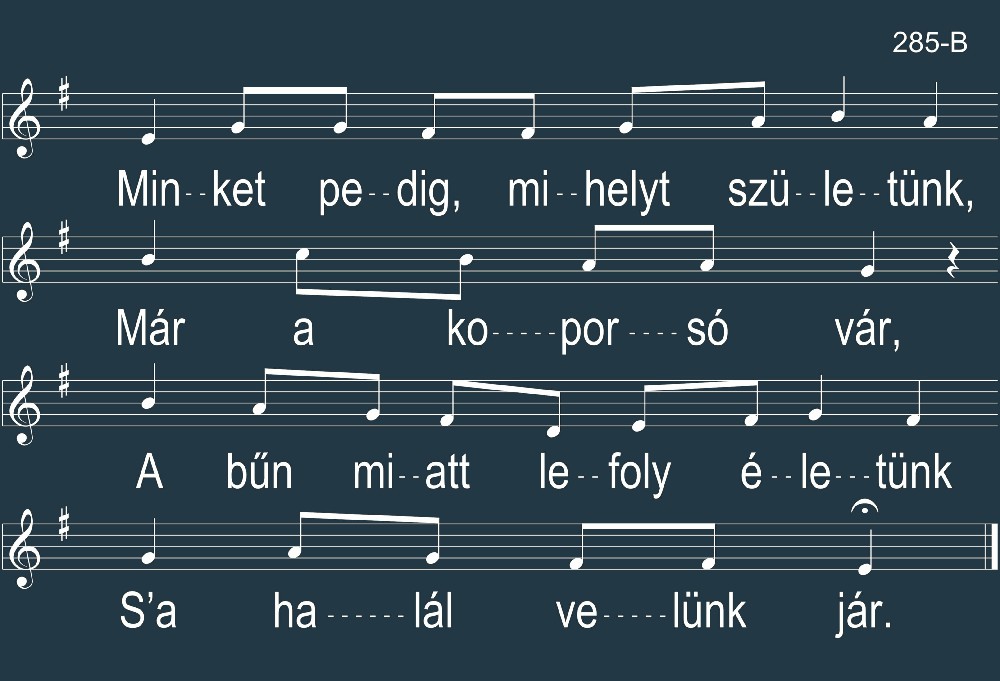 285-B
Min--ket pe--dig, mi--helyt szü--le--tünk,
Már a ko-----por----só vár,
A bűn mi--att le--foly é--le---tünk
S'a ha------lál ve-----lünk jár.